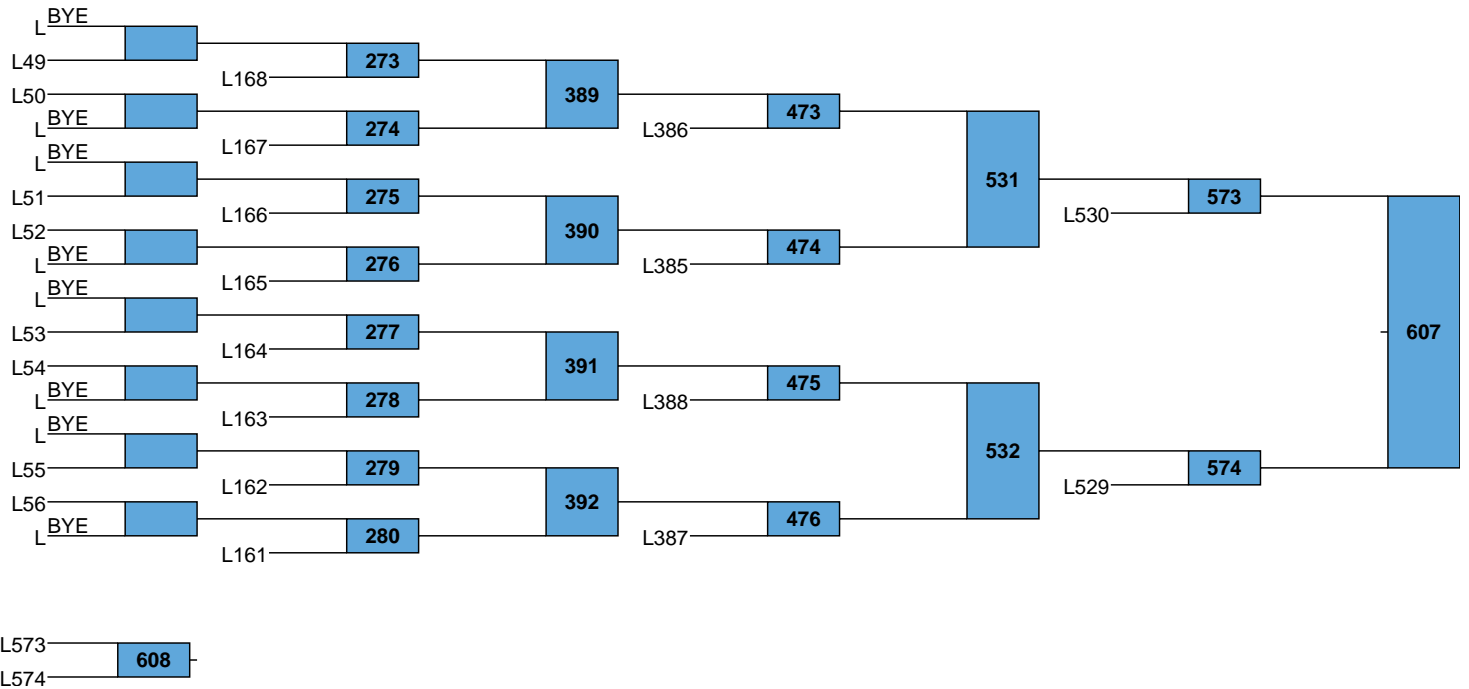 BYE
L
L49
L168
273
L50
BYE
L
L167
274
389
L386
473
BYE
L
L51
L166
275
L52
BYE
L
L165
276
390
L385
474
531
L530
573
BYE
L
L53
L164
277
L54
BYE
L
L163
278
391
L388
475
BYE
L
L55
L162
279
L56
BYE
L
L161
280
392
L387
476
532
L529
574
607
L573
L574
608